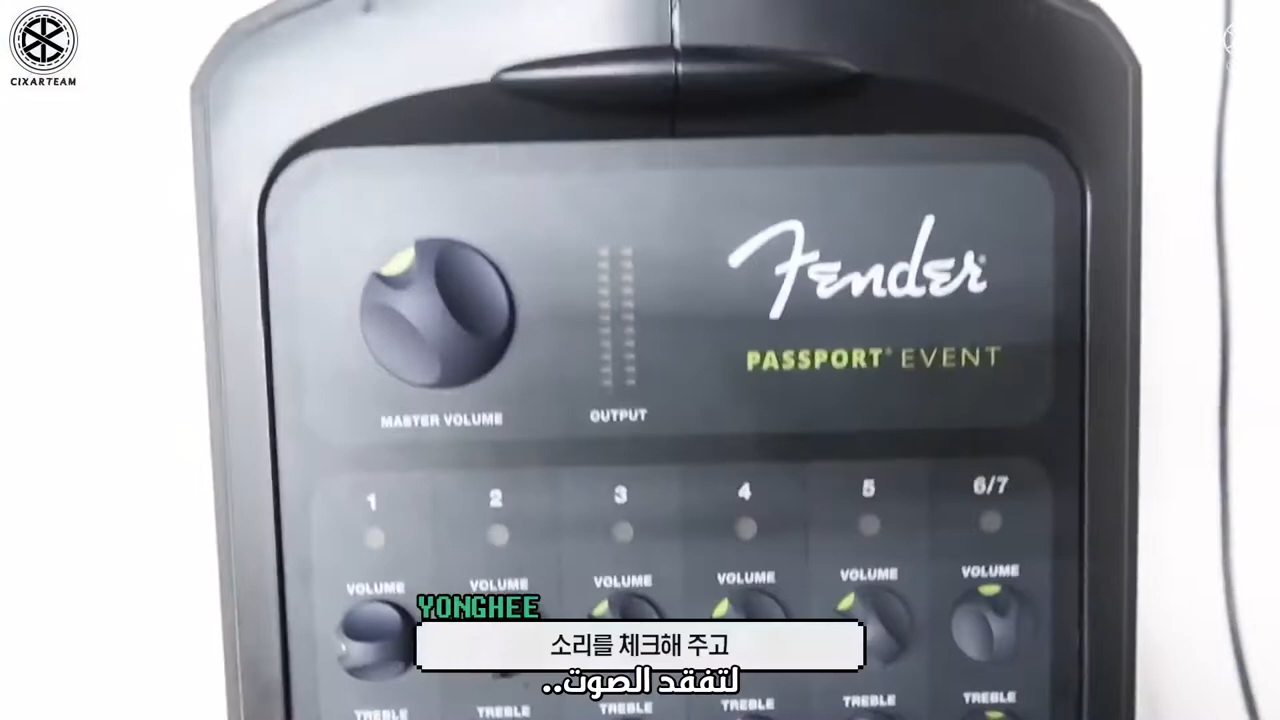 CIXARTEAM
Fender
PASSPORT® EVENT
MASTER VOLUME
OUTPUT
1 2 3 4 5 6/7
VOLUME VOLUME VOLUME VOLUME VOLUME VOLUME
YONGHEE
소리를 체크해 주고
لتفقد الصوت..
TREBLE TREBLE TREBLE TREBLE TREBLE TREBLE